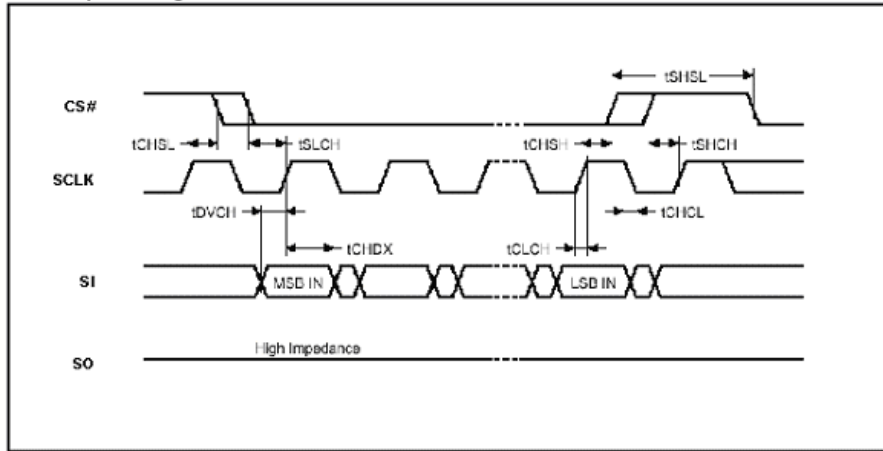 tSHSL
CS#
tCHSL
tSLCH
tCHSH
tSHCH
SCLK
tDVCH
tCHCL
tCHDX
tCLCH
SI
MSB IN
LSB IN
High Impedance
SO